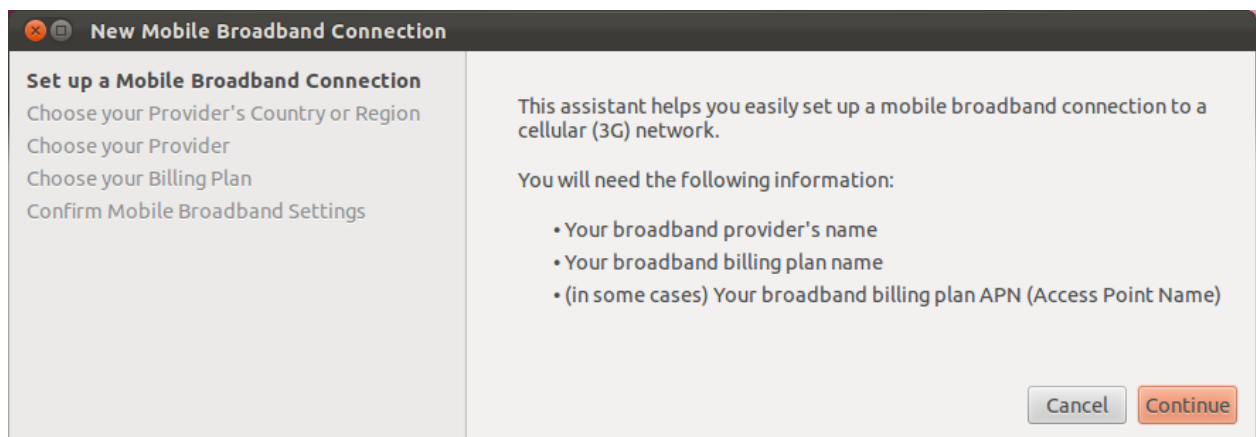 New Mobile Broadband Connection
Set up a Mobile Broadband Connection
Choose your Provider's Country or Region
Choose your Provider
Choose your Billing Plan
Confirm Mobile Broadband Settings
This assistant helps you easily set up a mobile broadband connection to a
cellular (3G) network.
You will need the following information:
• Your broadband provider's name
• Your broadband billing plan name
• (in some cases) Your broadband billing plan APN (Access Point Name)
Cancel Continue